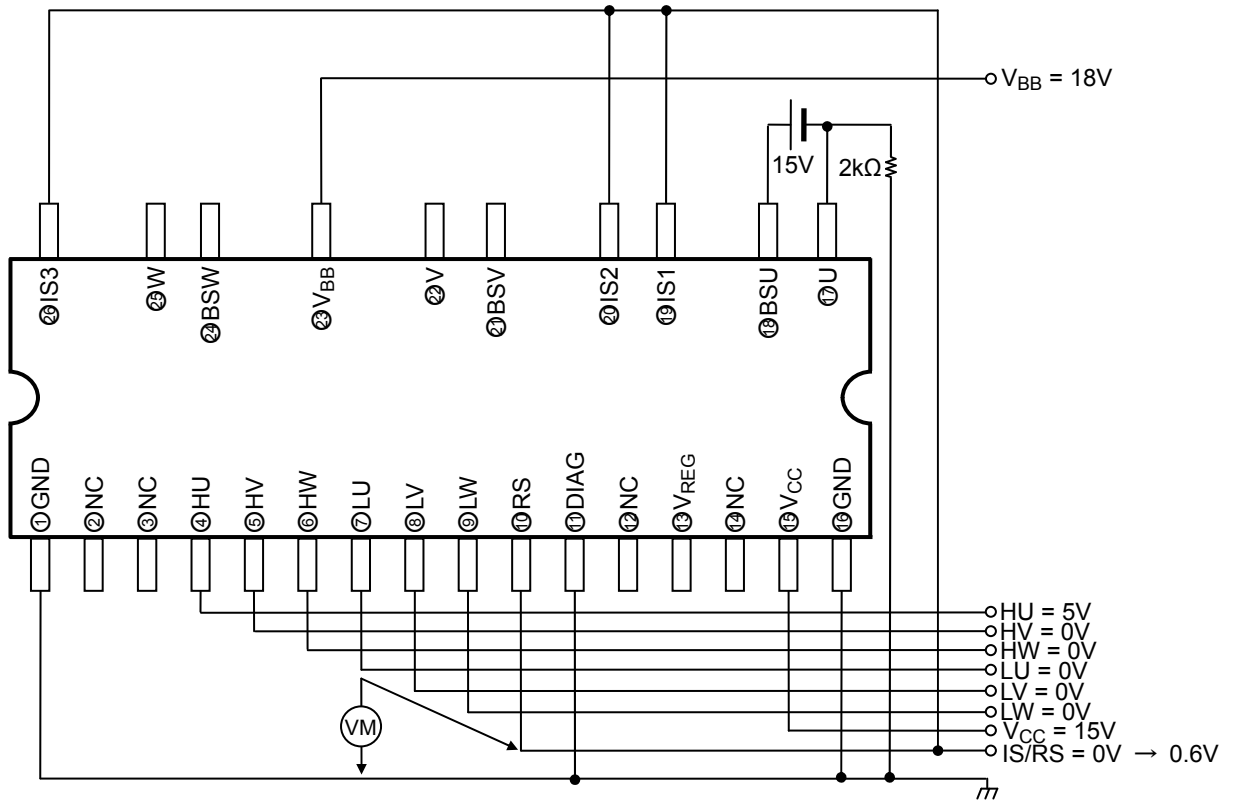 V_BB = 18V
15V
2kΩ
㉖IS3
㉕W
㉔BSW
㉓V_BB
㉒V
㉑BSV
⑳IS2
⑲IS1
⑱BSU
⑰U
①GND
②NC
③NC
④HU
⑤HV
⑥HW
⑦LU
⑧LV
⑨LW
⑩RS
⑪DIAG
⑫NC
⑬V_REG
⑭NC
⑮V_CC
⑯GND
HU = 5V
HV = 0V
HW = 0V
LU = 0V
LV = 0V
LW = 0V
V_CC = 15V
IS/RS = 0V → 0.6V
VM